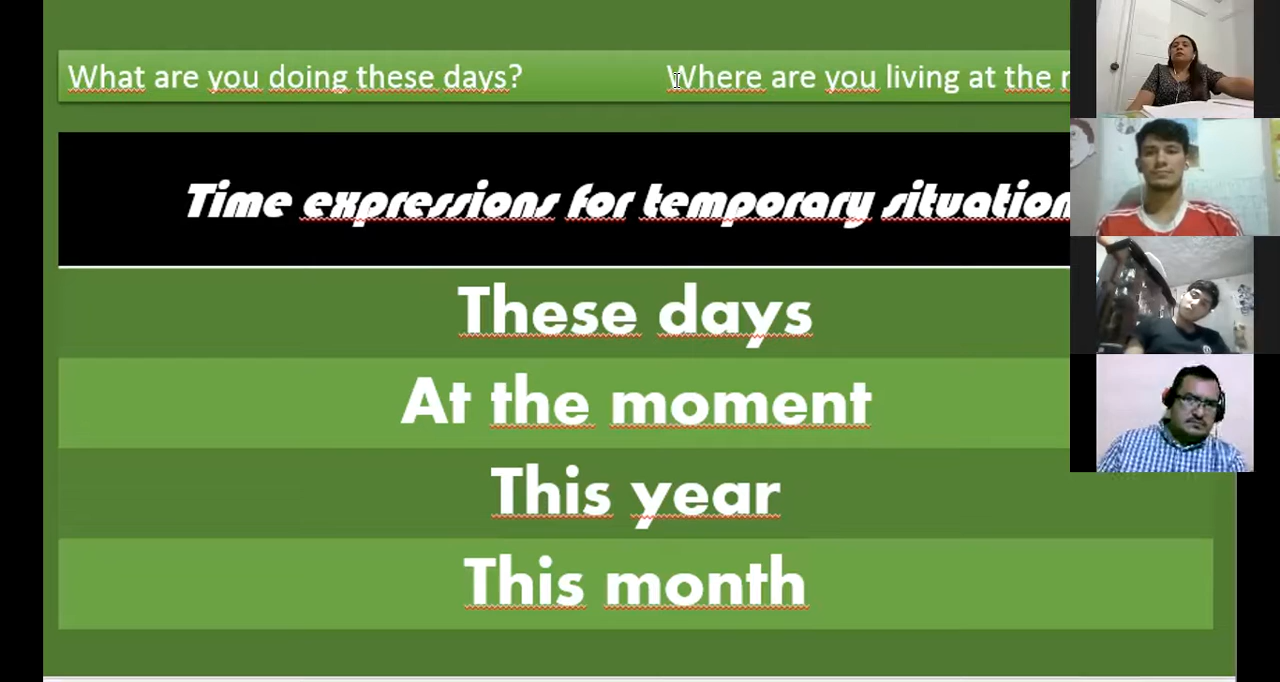 What are you doing these days?
Where are you living at the
Time expressions for temporary situation
These days
At the moment
This year
This month